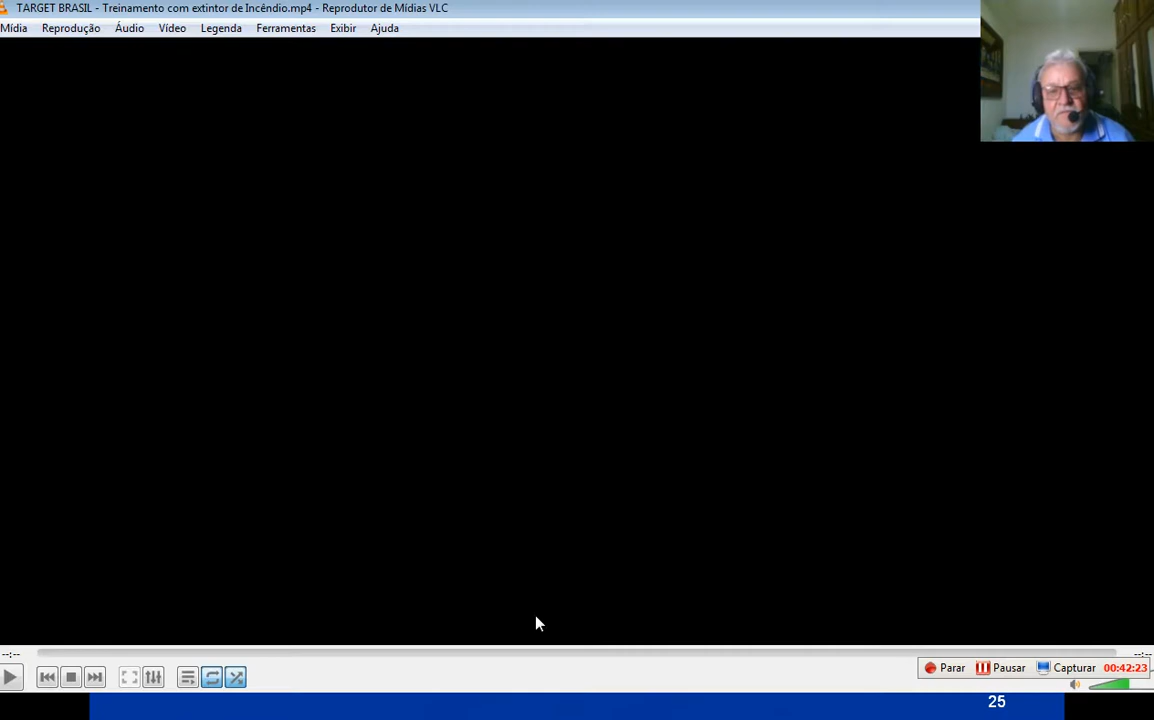 TARGET BRASIL - Treinamento com extintor de Incêndio.mp4 - Reprodutor de Mídias VLC
Mídia Reprodução Áudio Vídeo Legenda Ferramentas Exibir Ajuda
--:-- --:--
Parar Pausar Capturar 00:42:23
25